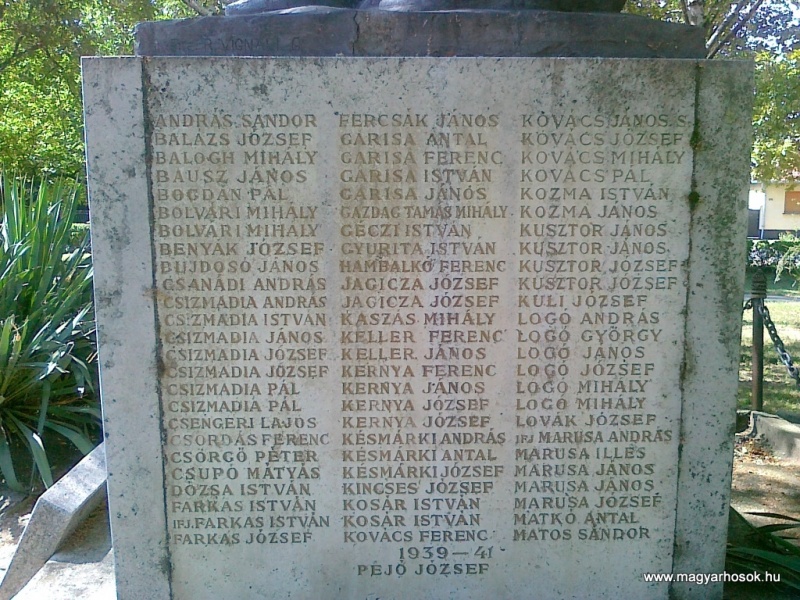 ANDRÁS SÁNDOR
BALÁZS JÓZSEF
BALOGH MIHÁLY
BAUSZ JÁNOS
BOGDÁN PÁL
BOLVÁRI MIHÁLY
BOLVÁRI MIHÁLY
BENYÁK JÓZSEF
BUJDOSÓ JÁNOS
CSANÁDI ANDRÁS
CSIZMADIA ANDRÁS
CSIZMADIA ISTVÁN
CSIZMADIA JÁNOS
CSIZMADIA JÓZSEF
CSIZMADIA JÓZSEF
CSIZMADIA PÁL
CSIZMADIA PÁL
CSENGERI LAJOS
CSORDÁS FERENC
CSÖRGŐ PÉTER
CSUPÓ MÁTYÁS
DÓZSA ISTVÁN
FARKAS ISTVÁN
IFJ. FARKAS ISTVÁN
FARKAS JÓZSEF
FERCSÁK JÁNOS
GARISA ANTAL
GARISA FERENC
GARISA ISTVÁN
GARISA JÁNOS
GAZDAG TAMÁS MIHÁLY
GÉCZI ISTVÁN
GYURITA ISTVÁN
HAMBALKÓ FERENC
JAGICZA JÓZSEF
JAGICZA JÓZSEF
KASZÁS MIHÁLY
KELLER FERENC
KELLER JÁNOS
KERNYA FERENC
KERNYA JÁNOS
KERNYA JÓZSEF
KERNYA JÓZSEF
KÉSMÁRKI ANDRÁS
KÉSMÁRKI ANTAL
KÉSMÁRKI JÓZSEF
KINCSES JÓZSEF
KOSÁR ISTVÁN
KOSÁR ISTVÁN
KOVÁCS FERENC
KOVÁCS JÁNOS S.
KOVÁCS JÓZSEF
KOVÁCS MIHÁLY
KOVÁCS PÁL
KOZMA ISTVÁN
KOZMA JÁNOS
KUSZTOR JÁNOS
KUSZTOR JÁNOS
KUSZTOR JÓZSEF
KUSZTOR JÓZSEF
KULI JÓZSEF
LOGÓ ANDRÁS
LOGÓ GYÖRGY
LOGÓ JÁNOS
LOGÓ JÓZSEF
LOGÓ MIHÁLY
LOGÓ MIHÁLY
LOVÁK JÓZSEF
IFJ. MARUSA ANDRÁS
MARUSA ILLÉS
MARUSA JÁNOS
MARUSA JÁNOS
MARUSA JÓZSEF
MATKÓ ANTAL
MATOS SÁNDOR
1939–41
PÉJÓ JÓZSEF
www.magyarhosok.hu